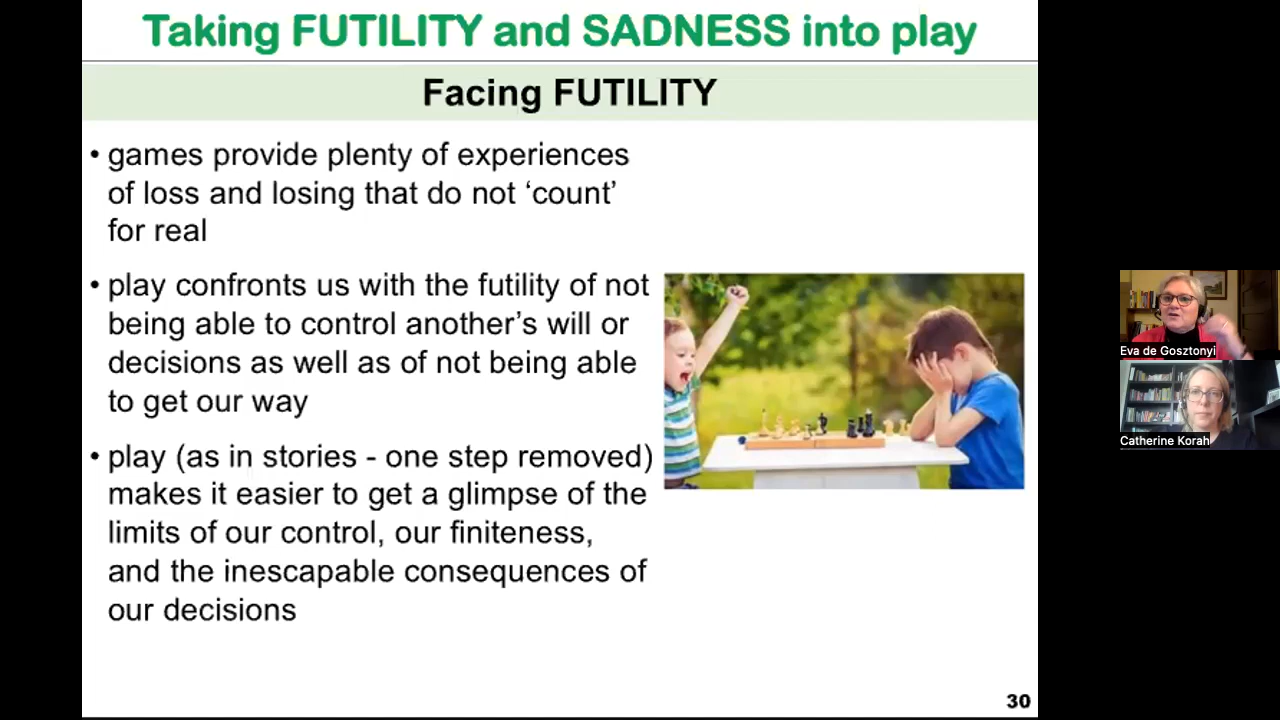 Taking FUTILITY and SADNESS into play
Facing FUTILITY
• games provide plenty of experiences
of loss and losing that do not ‘count’
for real
• play confronts us with the futility of not
being able to control another’s will or
decisions as well as of not being able
to get our way
• play (as in stories - one step removed)
makes it easier to get a glimpse of the
limits of our control, our finiteness,
and the inescapable consequences of
our decisions
30
Eva de Gosztonyi
Catherine Korah